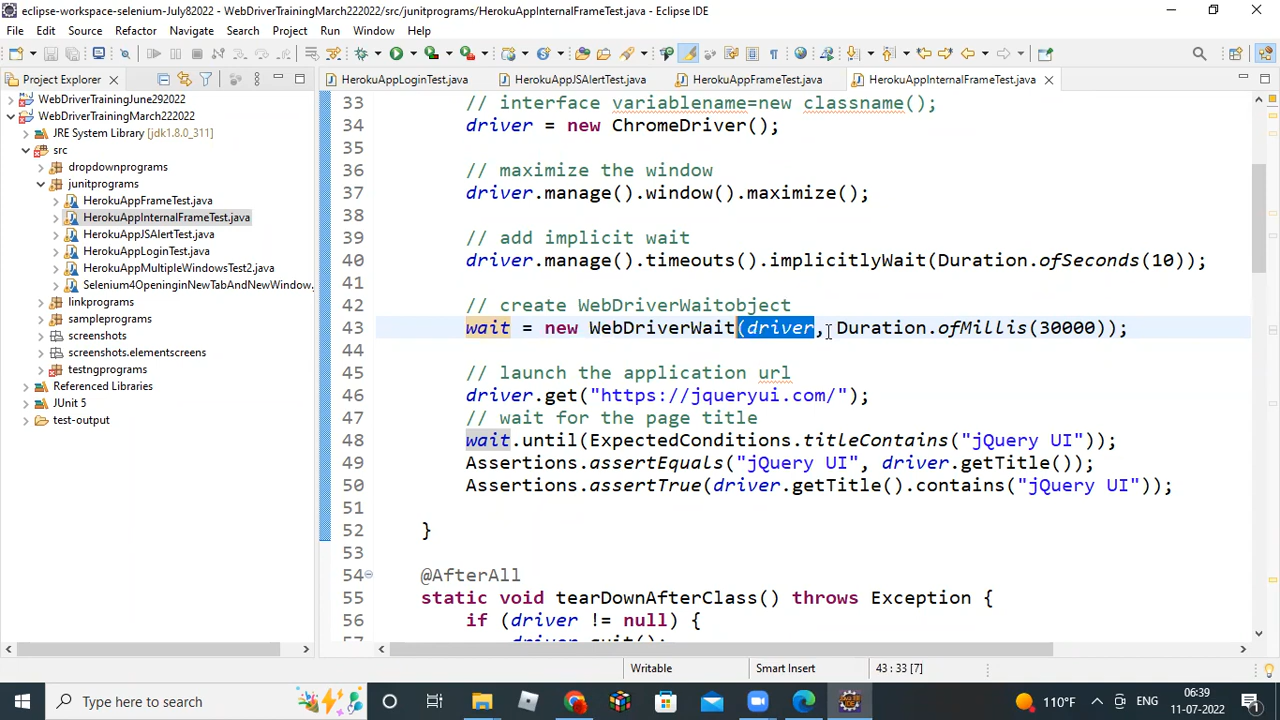 eclipse-workspace-selenium-July82022 - WebDriverTrainingMarch222022/src/junitprograms/HerokuAppInternalFrameTest.java - Eclipse IDE
File Edit Source Refactor Navigate Search Project Run Window Help
Project Explorer
HerokuAppLoginTest.java HerokuAppJSAlertTest.java HerokuAppFrameTest.java HerokuAppInternalFrameTest.java
WebDriverTrainingJune292022
WebDriverTrainingMarch222022
JRE System Library [jdk1.8.0_311]
src
dropdownprograms
junitprograms
HerokuAppFrameTest.java
HerokuAppInternalFrameTest.java
HerokuAppJSAlertTest.java
HerokuAppLoginTest.java
HerokuAppMultipleWindowsTest2.java
Selenium4OpeninginNewTabAndNewWindow.
linkprograms
sampleprograms
screenshots
screenshots.elementscreens
testngprograms
Referenced Libraries
JUnit 5
test-output
33 // interface variablename=new classname();
34 driver = new ChromeDriver();
35
36 // maximize the window
37 driver.manage().window().maximize();
38
39 // add implicit wait
40 driver.manage().timeouts().implicitlyWait(Duration.ofSeconds(10));
41
42 // create WebDriverWaitobject
43 wait = new WebDriverWait(driver, Duration.ofMillis(30000));
44
45 // launch the application url
46 driver.get("https://jqueryui.com/");
47 // wait for the page title
48 wait.until(ExpectedConditions.titleContains("jQuery UI"));
49 Assertions.assertEquals("jQuery UI", driver.getTitle());
50 Assertions.assertTrue(driver.getTitle().contains("jQuery UI"));
51
52 }
53
54 @AfterAll
55 static void tearDownAfterClass() throws Exception {
56 if (driver != null) {
57 driver.quit();
Writable Smart Insert 43 : 33 [7]
Type here to search
110°F ENG 06:39
11-07-2022